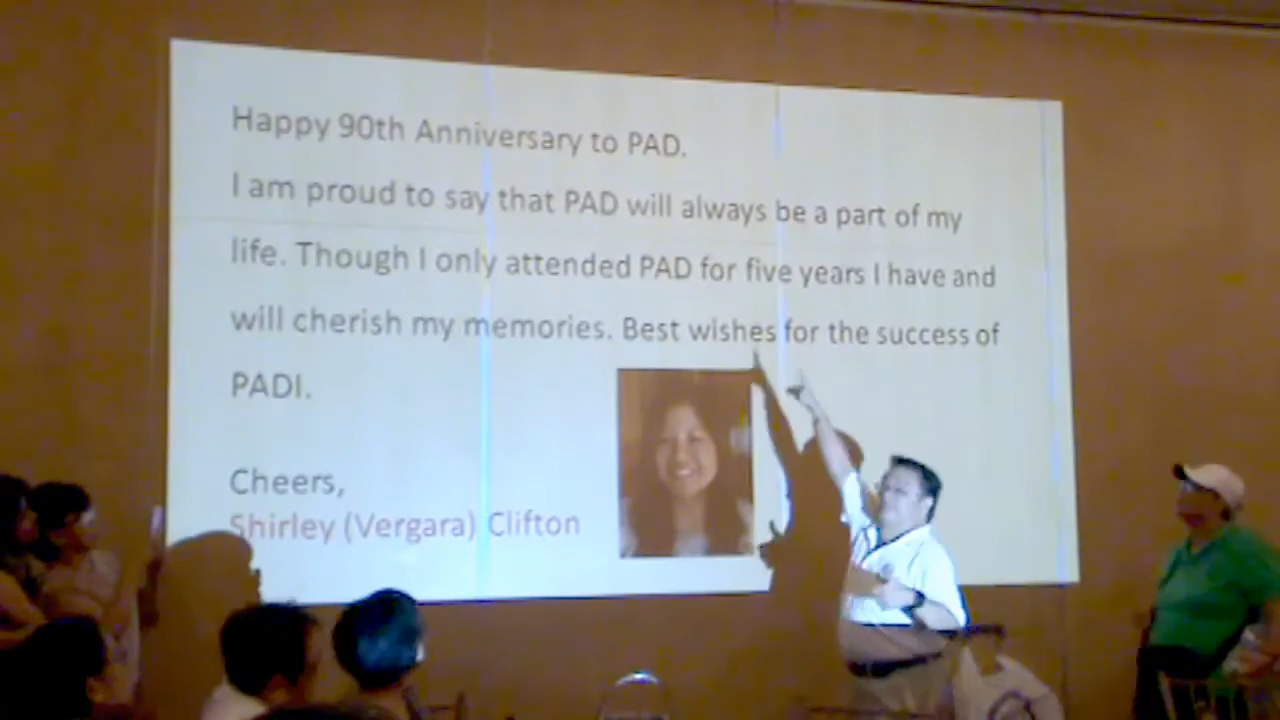 Happy 90th Anniversary to PAD.
I am proud to say that PAD will always be a part of my
life. Though I only attended PAD for five years I have and
will cherish my memories. Best wishes for the success of
PADI.
Cheers,
Shirley (Vergara) Clifton